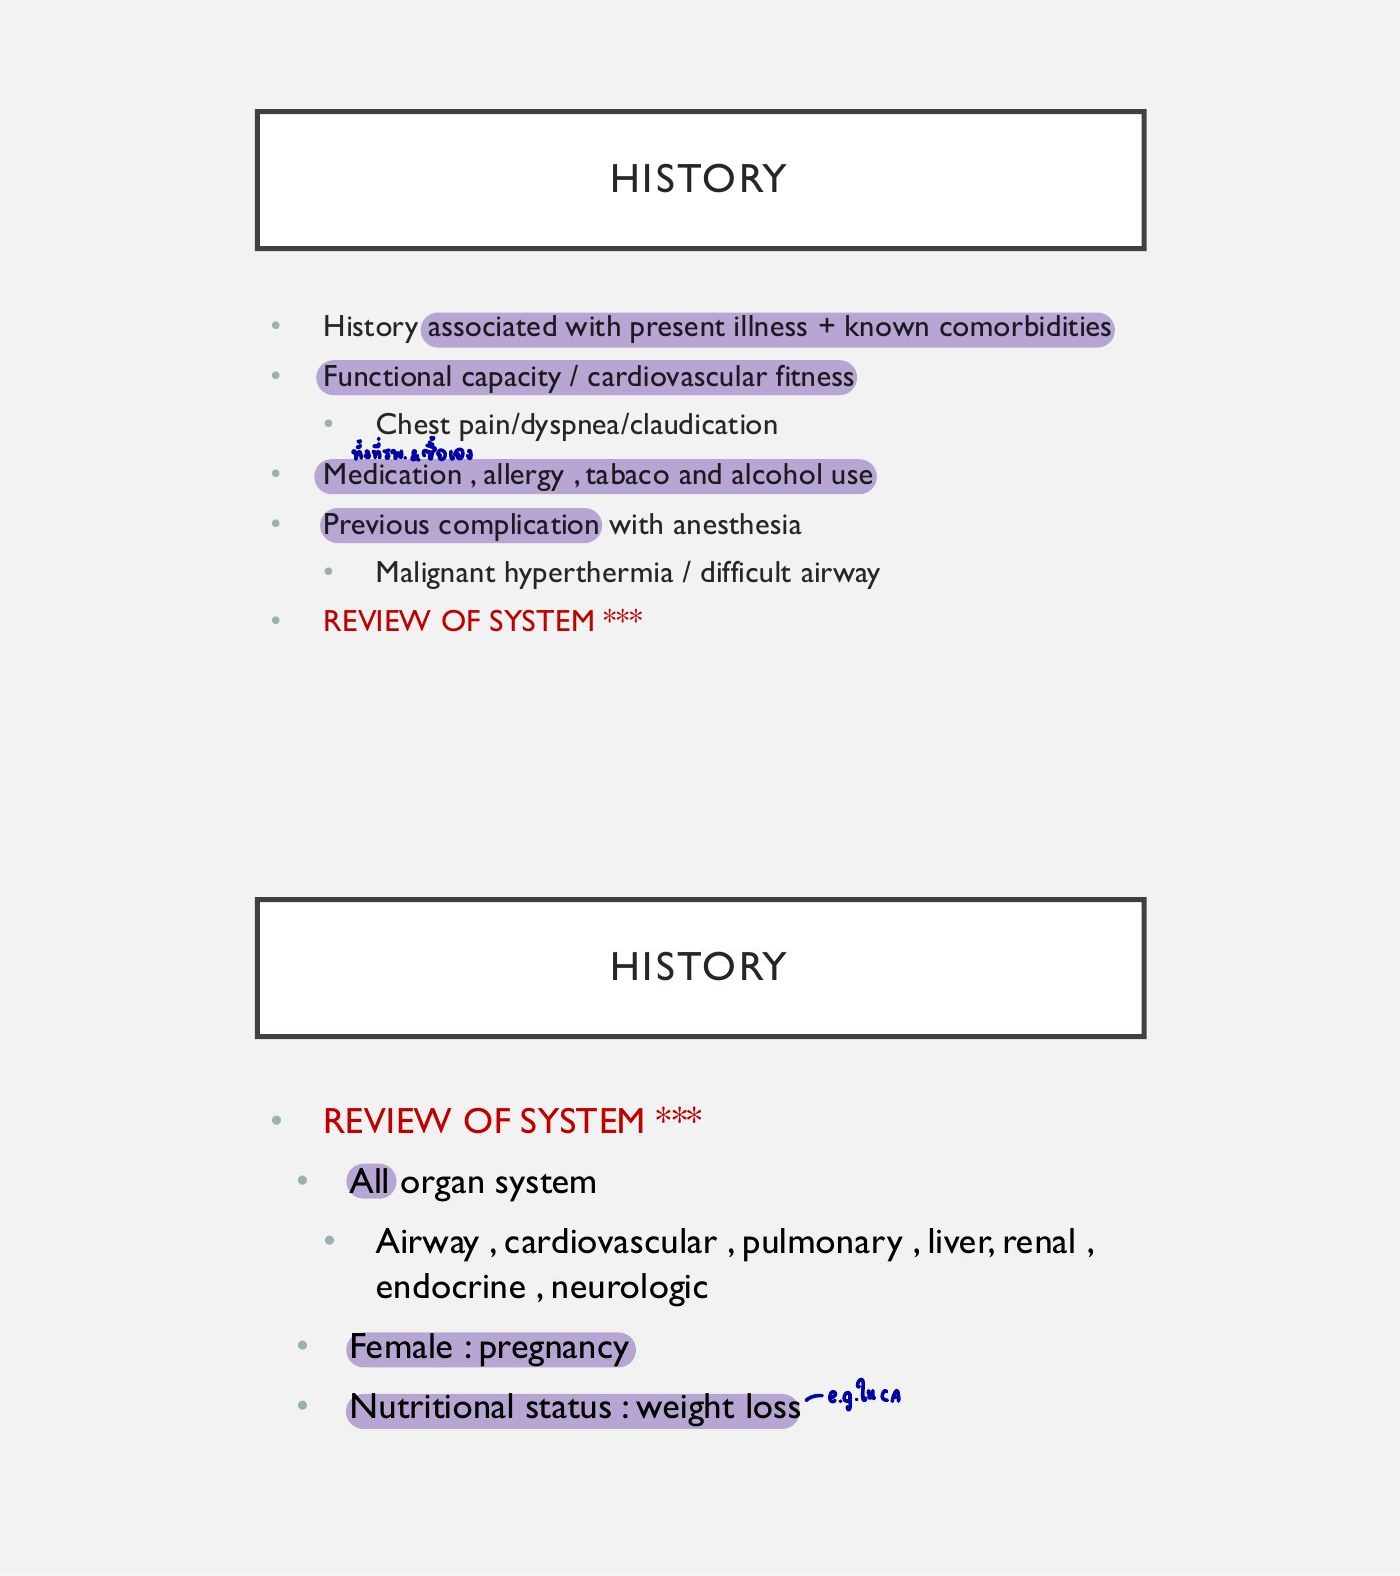 HISTORY
• History associated with present illness + known comorbidities
• Functional capacity / cardiovascular fitness
• Chest pain/dyspnea/claudication
ทั้งที่รพ. & ซื้อเอง
• Medication , allergy , tabaco and alcohol use
• Previous complication with anesthesia
• Malignant hyperthermia / difficult airway
• REVIEW OF SYSTEM ***
HISTORY
• REVIEW OF SYSTEM ***
• All organ system
• Airway , cardiovascular , pulmonary , liver, renal ,
endocrine , neurologic
• Female : pregnancy
• Nutritional status : weight loss – e.g. ใน CA